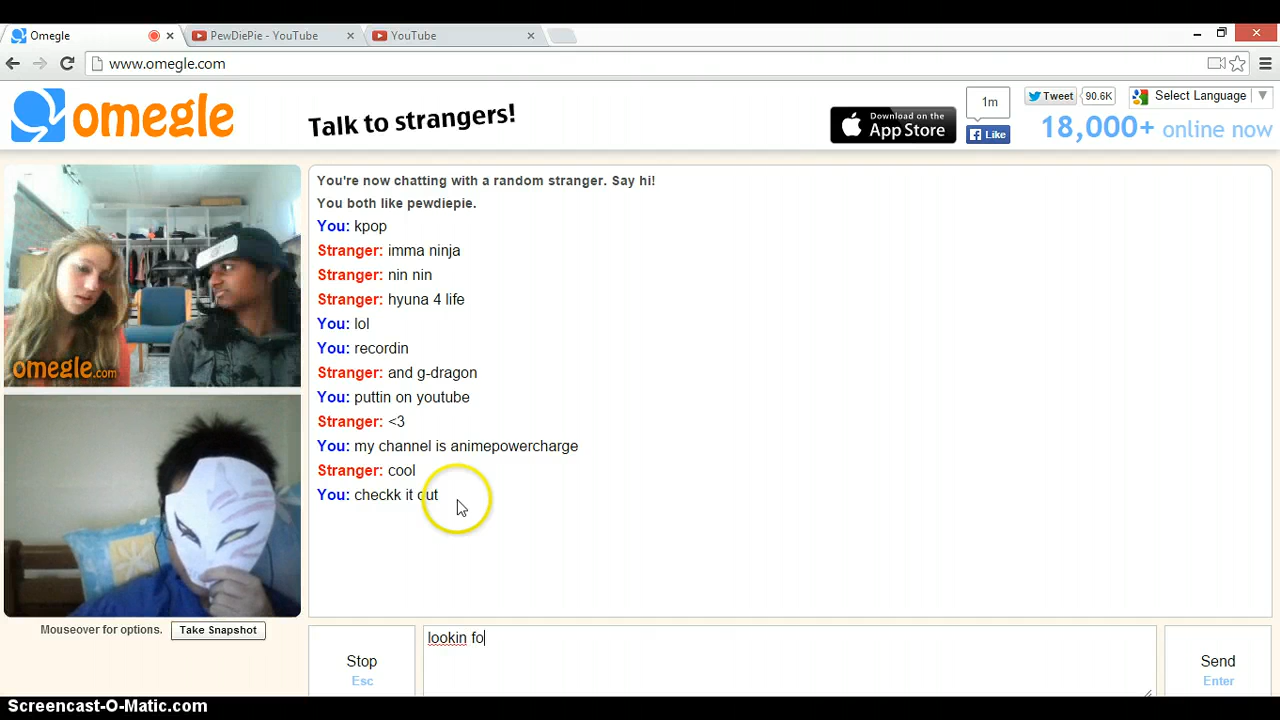 Omegle
PewDiePie - YouTube
YouTube
www.omegle.com
omegle
Talk to strangers!
Download on the
App Store
1m
Like
Tweet
90.6K
Select Language
18,000+ online now
omegle.com
You're now chatting with a random stranger. Say hi!
You both like pewdiepie.
You: kpop
Stranger: imma ninja
Stranger: nin nin
Stranger: hyuna 4 life
You: lol
You: recordin
Stranger: and g-dragon
You: puttin on youtube
Stranger: <3
You: my channel is animepowercharge
Stranger: cool
You: checkk it out
Mouseover for options.
Take Snapshot
Stop
Esc
lookin fo
Send
Enter
Screencast-O-Matic.com